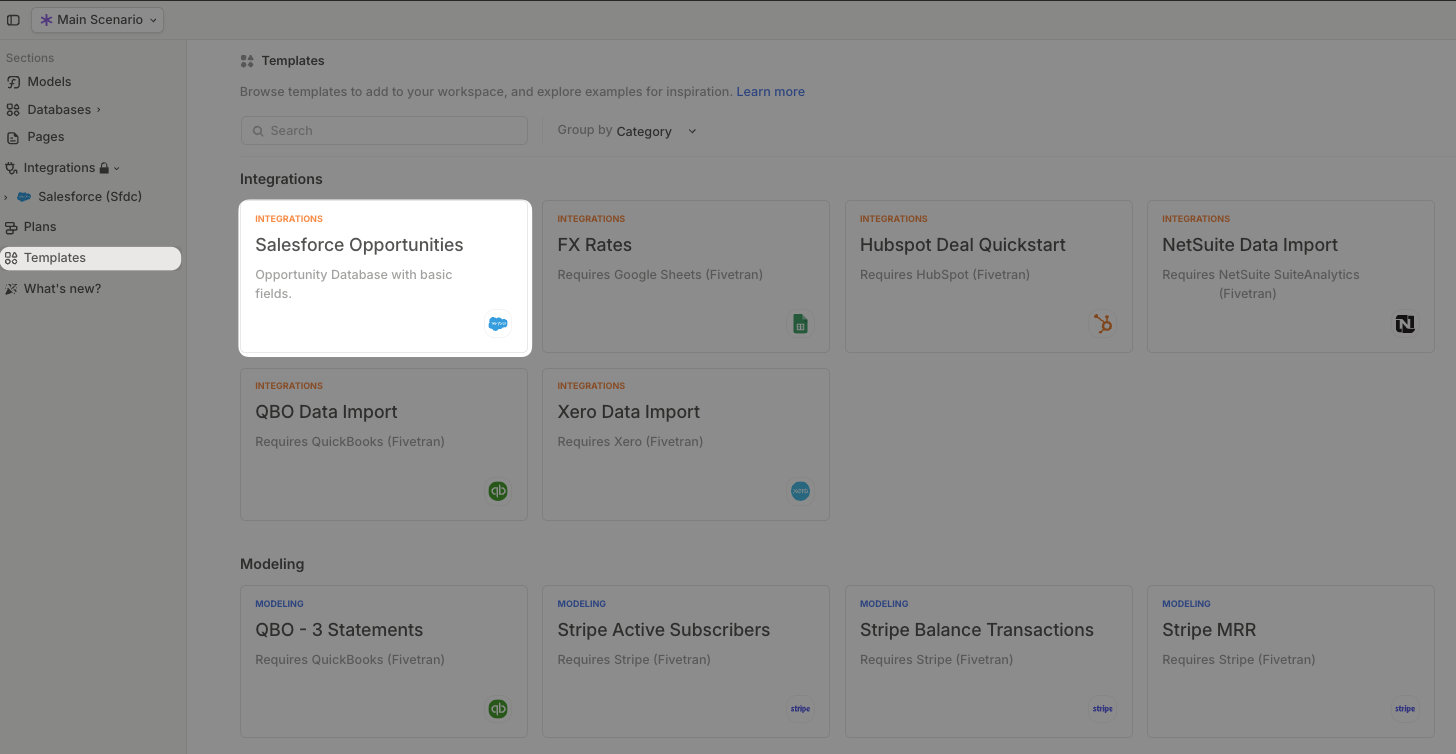 Main Scenario
Sections
Models
Databases
Pages
Integrations
Salesforce (Sfdc)
Plans
Templates
What's new?
Templates
Browse templates to add to your workspace, and explore examples for inspiration. Learn more
Search
Group by Category
Integrations
INTEGRATIONS
Salesforce Opportunities
Opportunity Database with basic
fields.
INTEGRATIONS
FX Rates
Requires Google Sheets (Fivetran)
INTEGRATIONS
Hubspot Deal Quickstart
Requires HubSpot (Fivetran)
INTEGRATIONS
NetSuite Data Import
Requires NetSuite SuiteAnalytics
(Fivetran)
INTEGRATIONS
QBO Data Import
Requires QuickBooks (Fivetran)
qb
INTEGRATIONS
Xero Data Import
Requires Xero (Fivetran)
xero
Modeling
MODELING
QBO - 3 Statements
Requires QuickBooks (Fivetran)
qb
MODELING
Stripe Active Subscribers
Requires Stripe (Fivetran)
stripe
MODELING
Stripe Balance Transactions
Requires Stripe (Fivetran)
stripe
MODELING
Stripe MRR
Requires Stripe (Fivetran)
stripe